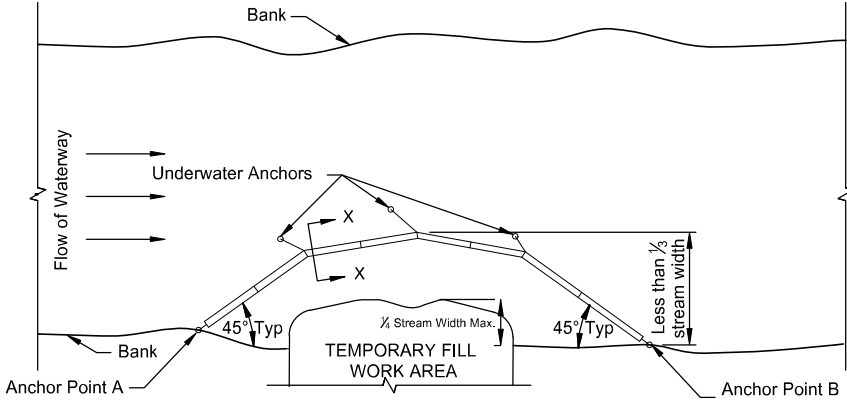 Bank
Flow of Waterway
Underwater Anchors
X
X
Less than 1/3
stream width
45° Typ
1/4 Stream Width Max.
45° Typ
Bank
TEMPORARY FILL
WORK AREA
Anchor Point A
Anchor Point B